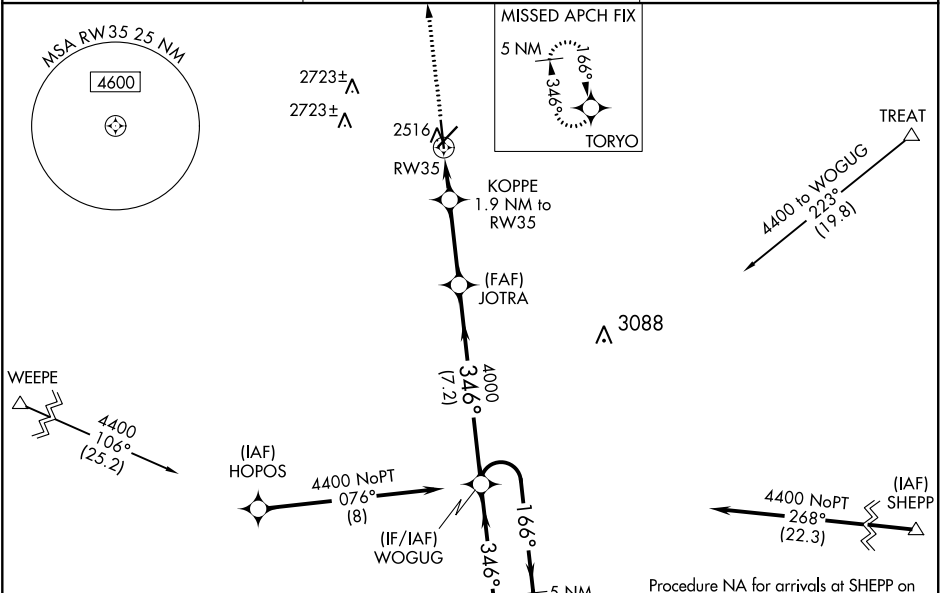 MSA RW35 25 NM
4600
2723±
2723±
2516
RW35
MISSED APCH FIX
5 NM
166°
346°
TORYO
TREAT
4400 to WOGUG
223°
(19.8)
KOPPE
1.9 NM to
RW35
(FAF)
JOTRA
3088
4000
346°
(7.2)
WEEPE
4400
106°
(25.2)
(IAF)
HOPOS
4400 NoPT
076°
(8)
(IF/IAF)
WOGUG
346°
166°
5 NM
4400 NoPT
268°
(22.3)
(IAF)
SHEPP
Procedure NA for arrivals at SHEPP on